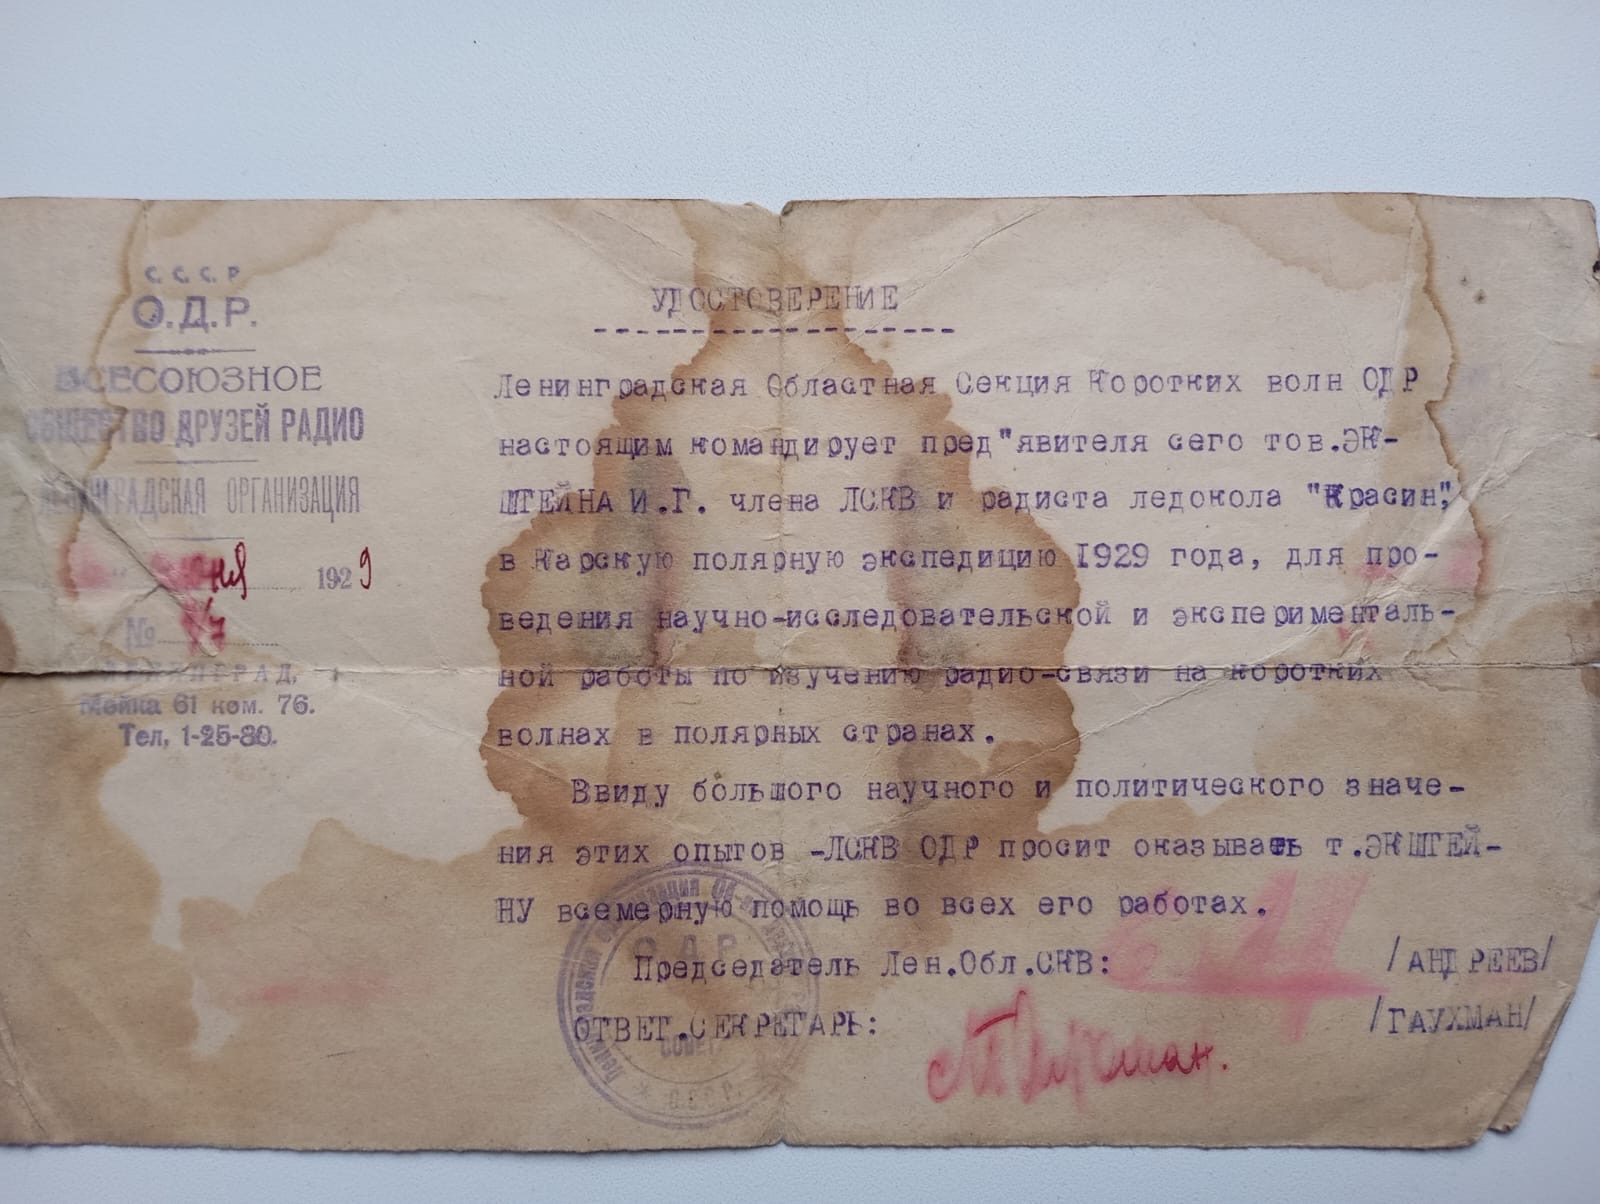 С. С. С. Р
О.Д.Р.
ВСЕСОЮЗНОЕ
ОБЩЕСТВО ДРУЗЕЙ РАДИО
ЛЕНИНГРАДСКАЯ ОРГАНИЗАЦИЯ
1929
№
ЛЕНИНГРАД,
Мойка 61 ком. 76.
Тел, 1-25-80.
УДОСТОВЕРЕНИЕ
Ленинградская Областная Секция Коротких волн ОДР
настоящим командирует пред"явителя сего тов.ЭК-
ШТЕЙНА И.Г. члена ЛСКВ и радиста ледокола "Красин",
в Карскую полярную экспедицию 1929 года, для про-
ведения научно-исследовательской и эксперименталь-
ной работы по изучению радио-связи на коротких
волнах в полярных странах.
Ввиду большого научного и политического значе-
ния этих опытов -ЛСКВ ОДР просит оказывать т.ЭКШТЕЙ-
НУ всемерную помощь во всех его работах.
Председатель Лен.Обл.СКВ: /АНДРЕЕВ/
ОТВЕТ.СЕКРЕТАРЬ: /ГАУХМАН/
О.Д.Р.